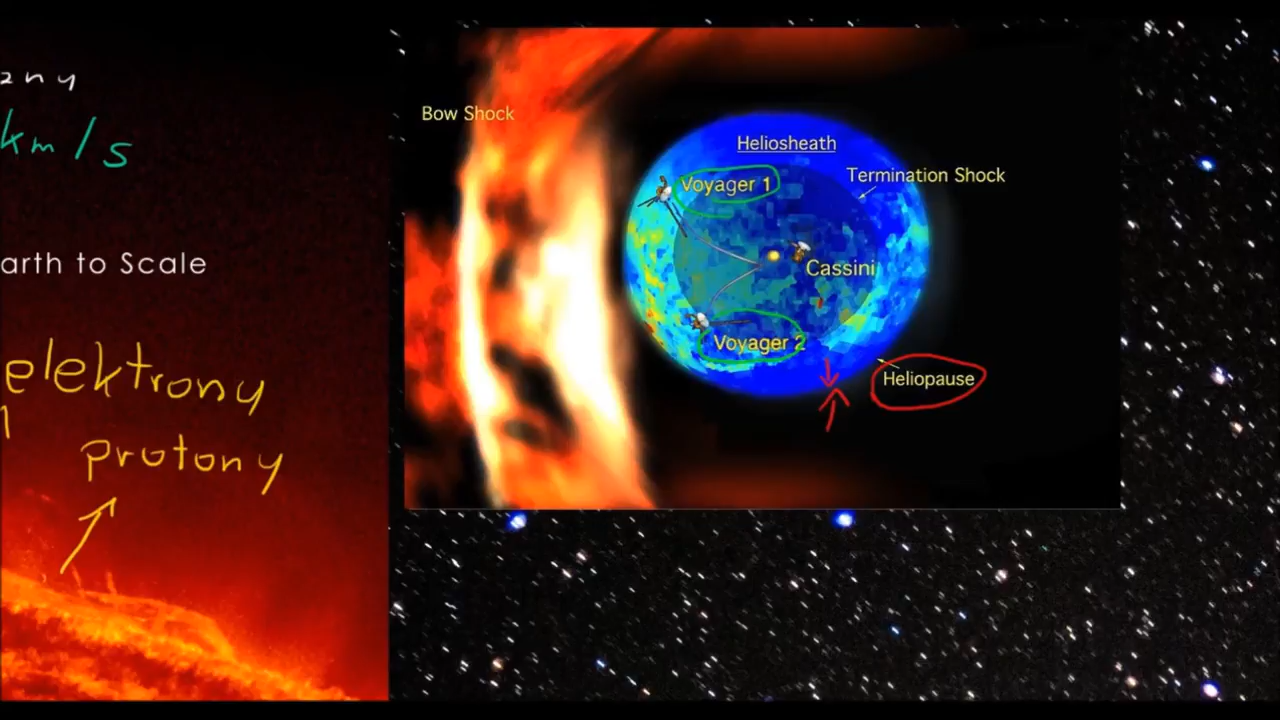 km/s
arth to Scale
elektrony
protony
Bow Shock
Heliosheath
Voyager 1
Termination Shock
Cassini
Voyager 2
Heliopause